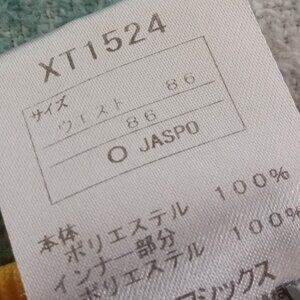 XT1524
サイズ
ウエスト 86
86
O JASPO
本体
ポリエステル 100%
インナー部分
ポリエステル 100%